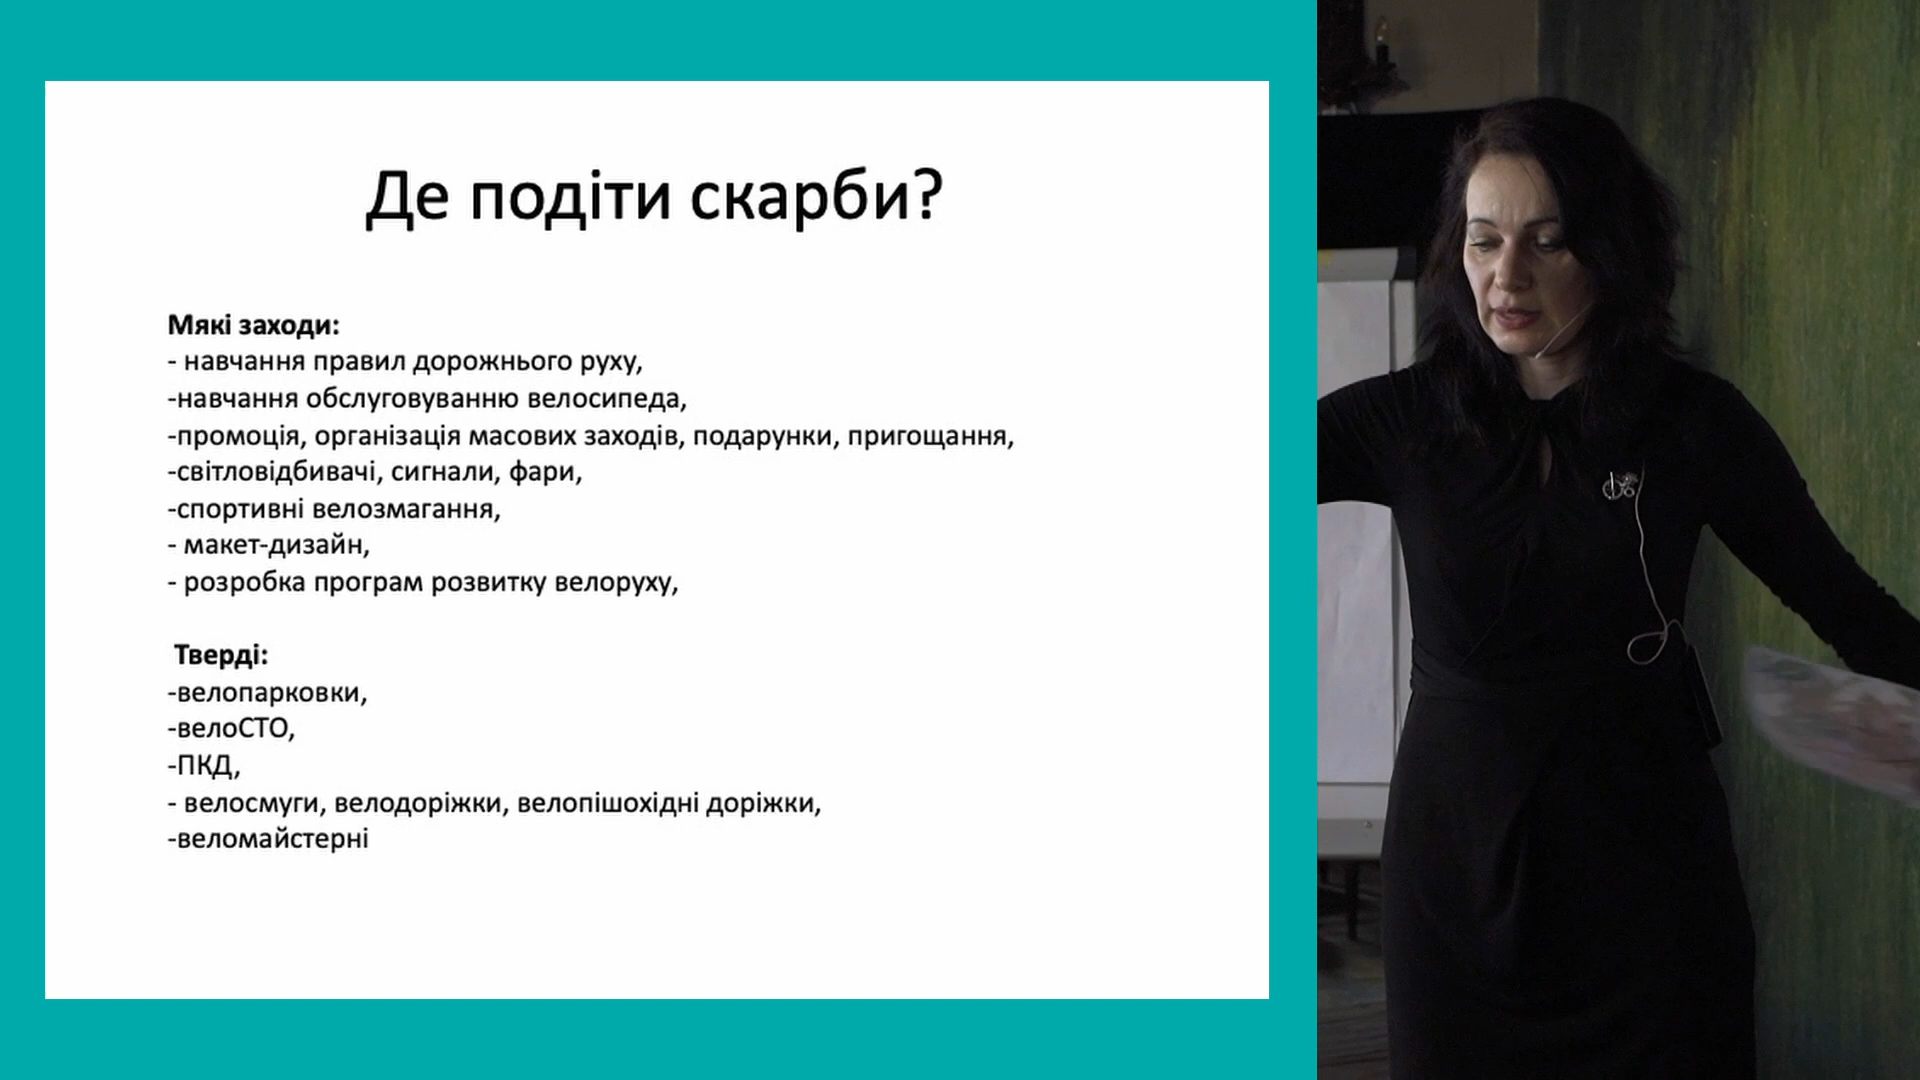 Де подіти скарби?
Мякі заходи:
- навчання правил дорожнього руху,
-навчання обслуговуванню велосипеда,
-промоція, організація масових заходів, подарунки, пригощання,
-світловідбивачі, сигнали, фари,
-спортивні велозмагання,
- макет-дизайн,
- розробка програм розвитку велоруху,
Тверді:
-велопарковки,
-велоСТО,
-ПКД,
- велосмуги, велодоріжки, велопішохідні доріжки,
-веломайстерні